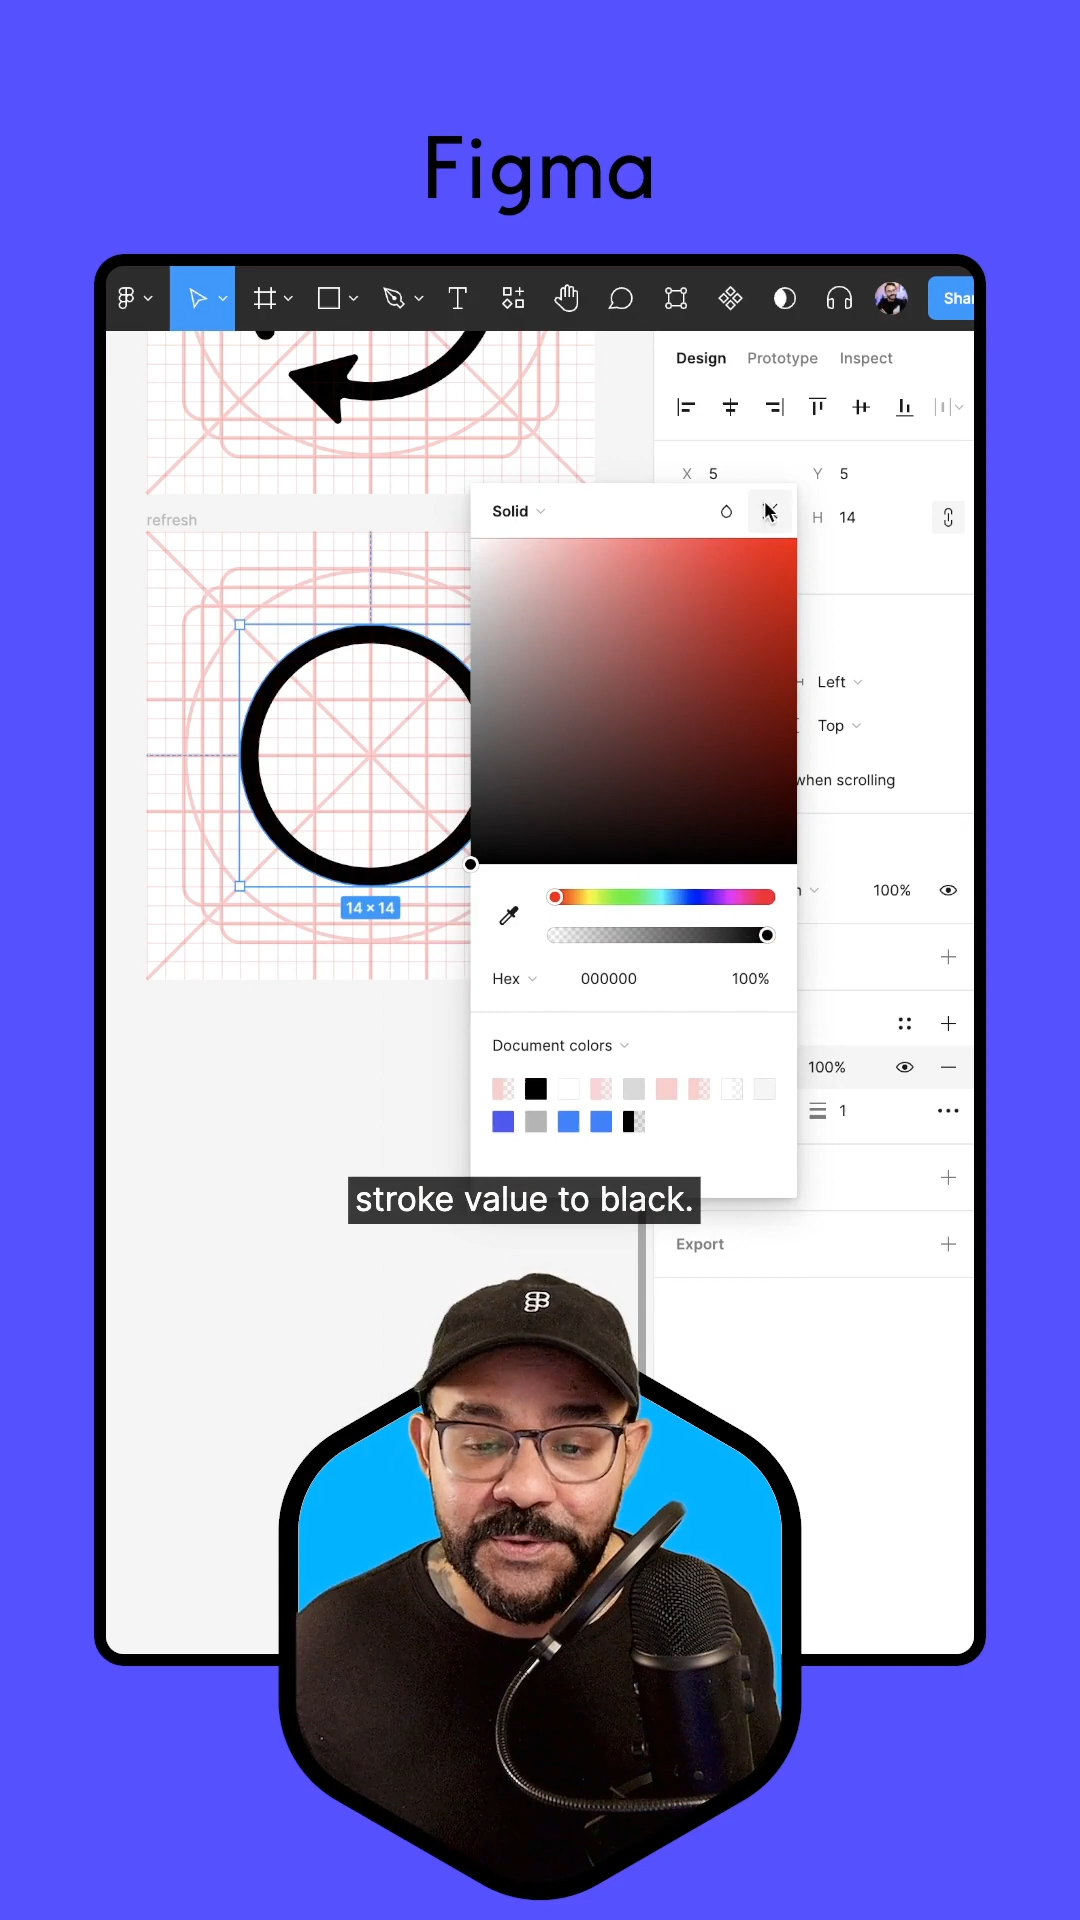 Figma
Shar
Design Prototype Inspect
X 5 Y 5
refresh
Solid
H 14
Left
Top
when scrolling
14 × 14
100%
Hex 000000 100%
Document colors
100%
1
stroke value to black.
Export